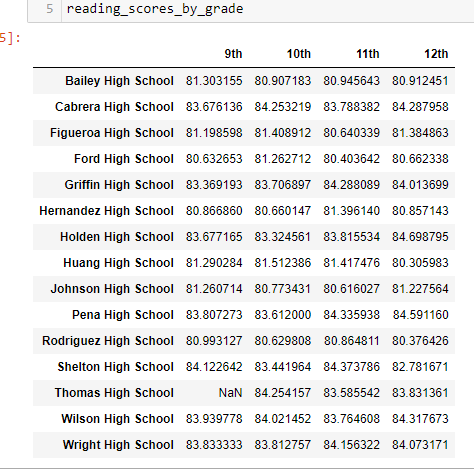 5 reading_scores_by_grade
5]:
9th 10th 11th 12th
Bailey High School 81.303155 80.907183 80.945643 80.912451
Cabrera High School 83.676136 84.253219 83.788382 84.287958
Figueroa High School 81.198598 81.408912 80.640339 81.384863
Ford High School 80.632653 81.262712 80.403642 80.662338
Griffin High School 83.369193 83.706897 84.288089 84.013699
Hernandez High School 80.866860 80.660147 81.396140 80.857143
Holden High School 83.677165 83.324561 83.815534 84.698795
Huang High School 81.290284 81.512386 81.417476 80.305983
Johnson High School 81.260714 80.773431 80.616027 81.227564
Pena High School 83.807273 83.612000 84.335938 84.591160
Rodriguez High School 80.993127 80.629808 80.864811 80.376426
Shelton High School 84.122642 83.441964 84.373786 82.781671
Thomas High School NaN 84.254157 83.585542 83.831361
Wilson High School 83.939778 84.021452 83.764608 84.317673
Wright High School 83.833333 83.812757 84.156322 84.073171